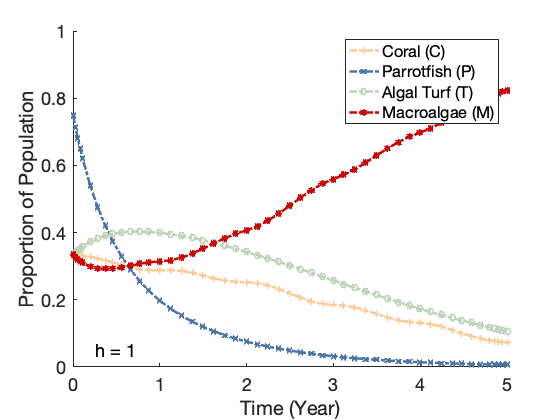 1
0.8
0.6
0.4
0.2
0
Proportion of Population
Coral (C)
Parrotfish (P)
Algal Turf (T)
Macroalgae (M)
h = 1
0 1 2 3 4 5
Time (Year)